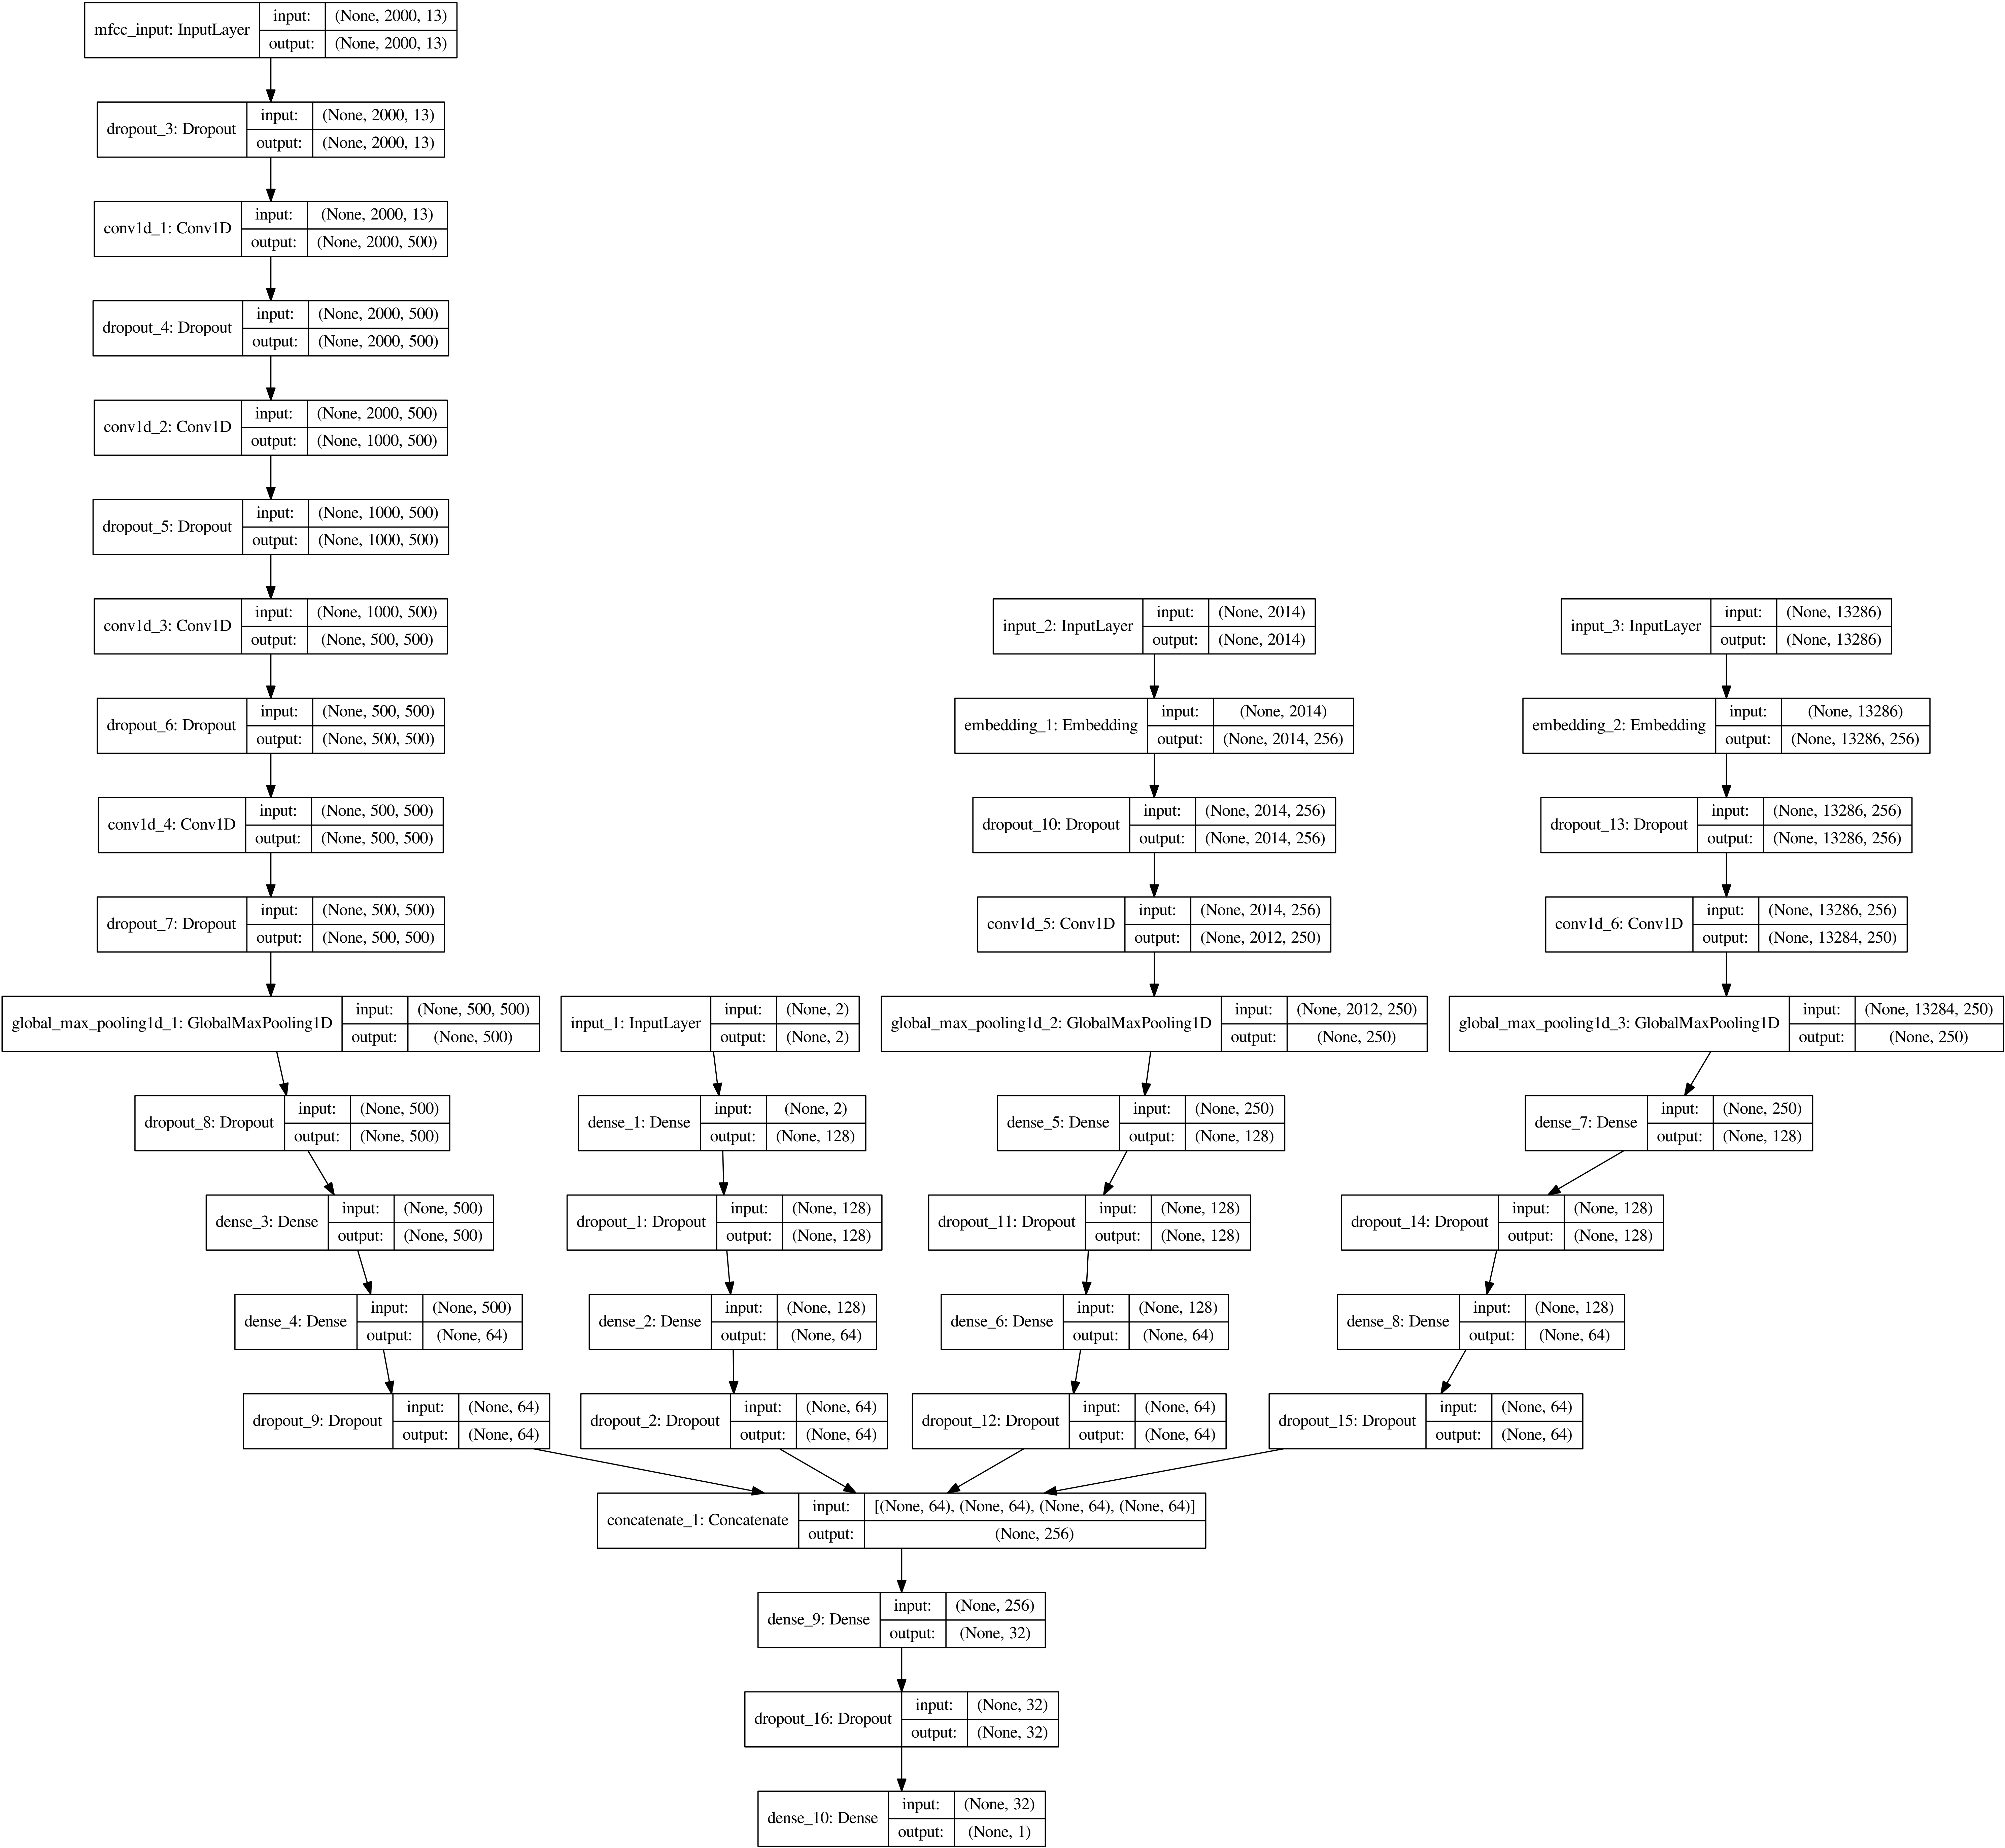 mfcc_input: InputLayer
input: (None, 2000, 13)
output: (None, 2000, 13)
dropout_3: Dropout
input: (None, 2000, 13)
output: (None, 2000, 13)
conv1d_1: Conv1D
input: (None, 2000, 13)
output: (None, 2000, 500)
dropout_4: Dropout
input: (None, 2000, 500)
output: (None, 2000, 500)
conv1d_2: Conv1D
input: (None, 2000, 500)
output: (None, 1000, 500)
dropout_5: Dropout
input: (None, 1000, 500)
output: (None, 1000, 500)
conv1d_3: Conv1D
input: (None, 1000, 500)
output: (None, 500, 500)
dropout_6: Dropout
input: (None, 500, 500)
output: (None, 500, 500)
conv1d_4: Conv1D
input: (None, 500, 500)
output: (None, 500, 500)
dropout_7: Dropout
input: (None, 500, 500)
output: (None, 500, 500)
global_max_pooling1d_1: GlobalMaxPooling1D
input: (None, 500, 500)
output: (None, 500)
dropout_8: Dropout
input: (None, 500)
output: (None, 500)
dense_3: Dense
input: (None, 500)
output: (None, 500)
dense_4: Dense
input: (None, 500)
output: (None, 64)
dropout_9: Dropout
input: (None, 64)
output: (None, 64)
input_1: InputLayer
input: (None, 2)
output: (None, 2)
dense_1: Dense
input: (None, 2)
output: (None, 128)
dropout_1: Dropout
input: (None, 128)
output: (None, 128)
dense_2: Dense
input: (None, 128)
output: (None, 64)
dropout_2: Dropout
input: (None, 64)
output: (None, 64)
input_2: InputLayer
input: (None, 2014)
output: (None, 2014)
embedding_1: Embedding
input: (None, 2014)
output: (None, 2014, 256)
dropout_10: Dropout
input: (None, 2014, 256)
output: (None, 2014, 256)
conv1d_5: Conv1D
input: (None, 2014, 256)
output: (None, 2012, 250)
global_max_pooling1d_2: GlobalMaxPooling1D
input: (None, 2012, 250)
output: (None, 250)
dense_5: Dense
input: (None, 250)
output: (None, 128)
dropout_11: Dropout
input: (None, 128)
output: (None, 128)
dense_6: Dense
input: (None, 128)
output: (None, 64)
dropout_12: Dropout
input: (None, 64)
output: (None, 64)
input_3: InputLayer
input: (None, 13286)
output: (None, 13286)
embedding_2: Embedding
input: (None, 13286)
output: (None, 13286, 256)
dropout_13: Dropout
input: (None, 13286, 256)
output: (None, 13286, 256)
conv1d_6: Conv1D
input: (None, 13286, 256)
output: (None, 13284, 250)
global_max_pooling1d_3: GlobalMaxPooling1D
input: (None, 13284, 250)
output: (None, 250)
dense_7: Dense
input: (None, 250)
output: (None, 128)
dropout_14: Dropout
input: (None, 128)
output: (None, 128)
dense_8: Dense
input: (None, 128)
output: (None, 64)
dropout_15: Dropout
input: (None, 64)
output: (None, 64)
concatenate_1: Concatenate
input: [(None, 64), (None, 64), (None, 64), (None, 64)]
output: (None, 256)
dense_9: Dense
input: (None, 256)
output: (None, 32)
dropout_16: Dropout
input: (None, 32)
output: (None, 32)
dense_10: Dense
input: (None, 32)
output: (None, 1)